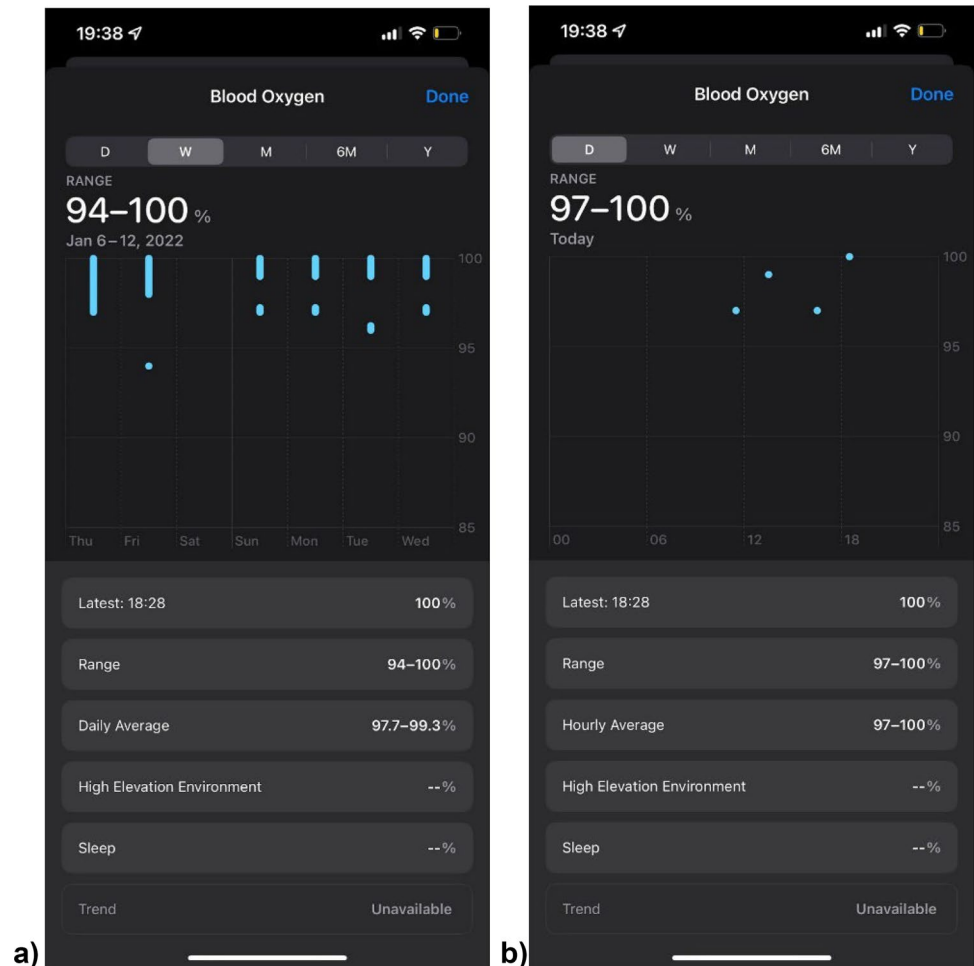 19:38
Blood Oxygen Done
D W M 6M Y
RANGE
94–100 %
Jan 6–12, 2022
100
95
90
85
Thu Fri Sat Sun Mon Tue Wed
Latest: 18:28 100%
Range 94–100%
Daily Average 97.7–99.3%
High Elevation Environment --%
Sleep --%
Trend Unavailable
a)
19:38
Blood Oxygen Done
D W M 6M Y
RANGE
97–100 %
Today
100
95
90
85
00 06 12 18
Latest: 18:28 100%
Range 97–100%
Hourly Average 97–100%
High Elevation Environment --%
Sleep --%
Trend Unavailable
b)